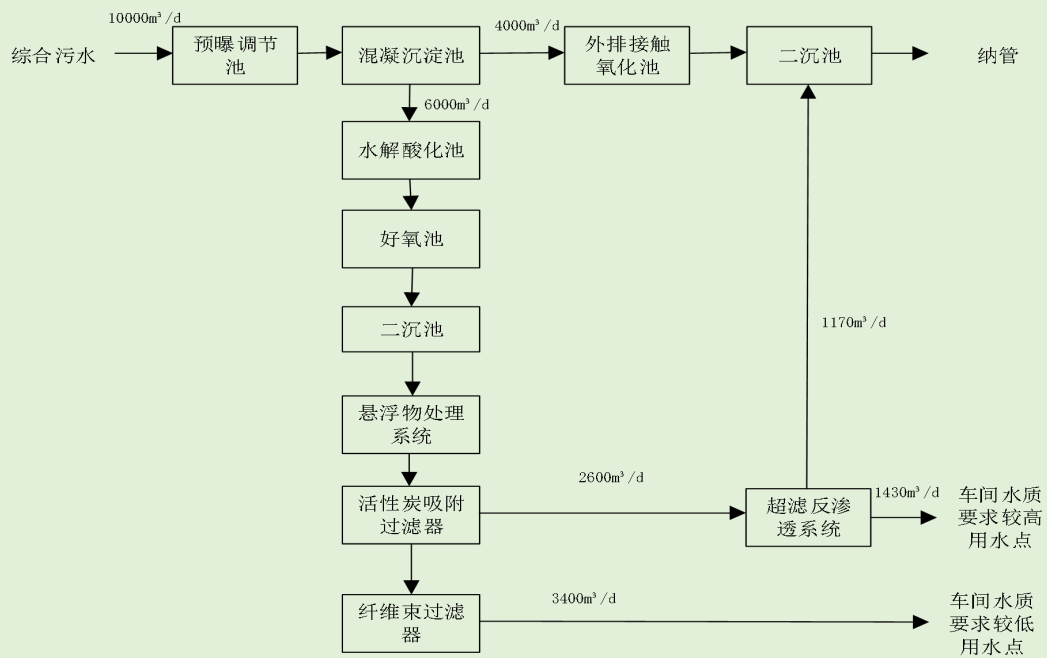 10000m³/d
综合污水
预曝调节
池
混凝沉淀池
4000m³/d
外排接触
氧化池
二沉池
纳管
6000m³/d
水解酸化池
好氧池
二沉池
1170m³/d
悬浮物处理
系统
活性炭吸附
过滤器
2600m³/d
超滤反渗
透系统
1430m³/d
车间水质
要求较高
用水点
纤维束过滤
器
3400m³/d
车间水质
要求较低
用水点